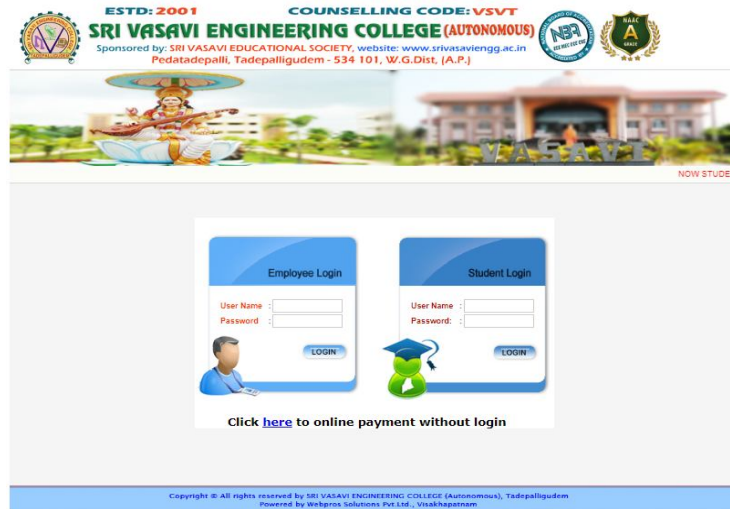 ESTD: 2001 COUNSELLING CODE: VSVT
SRI VASAVI ENGINEERING COLLEGE (AUTONOMOUS)
Sponsored by: SRI VASAVI EDUCATIONAL SOCIETY, website: www.srivasaviengg.ac.in
Pedatadepalli, Tadepalligudem - 534 101, W.G.Dist, (A.P.)
NBA
NAAC
A
GRADE
VASAVI
NOW STUDE
Employee Login
User Name :
Password :
LOGIN
Student Login
User Name :
Password: :
LOGIN
Click here to online payment without login
Copyright © All rights reserved by SRI VASAVI ENGINEERING COLLEGE (Autonomous), Tadepalligudem
Powered by Webpros Solutions Pvt.Ltd., Visakhapatnam